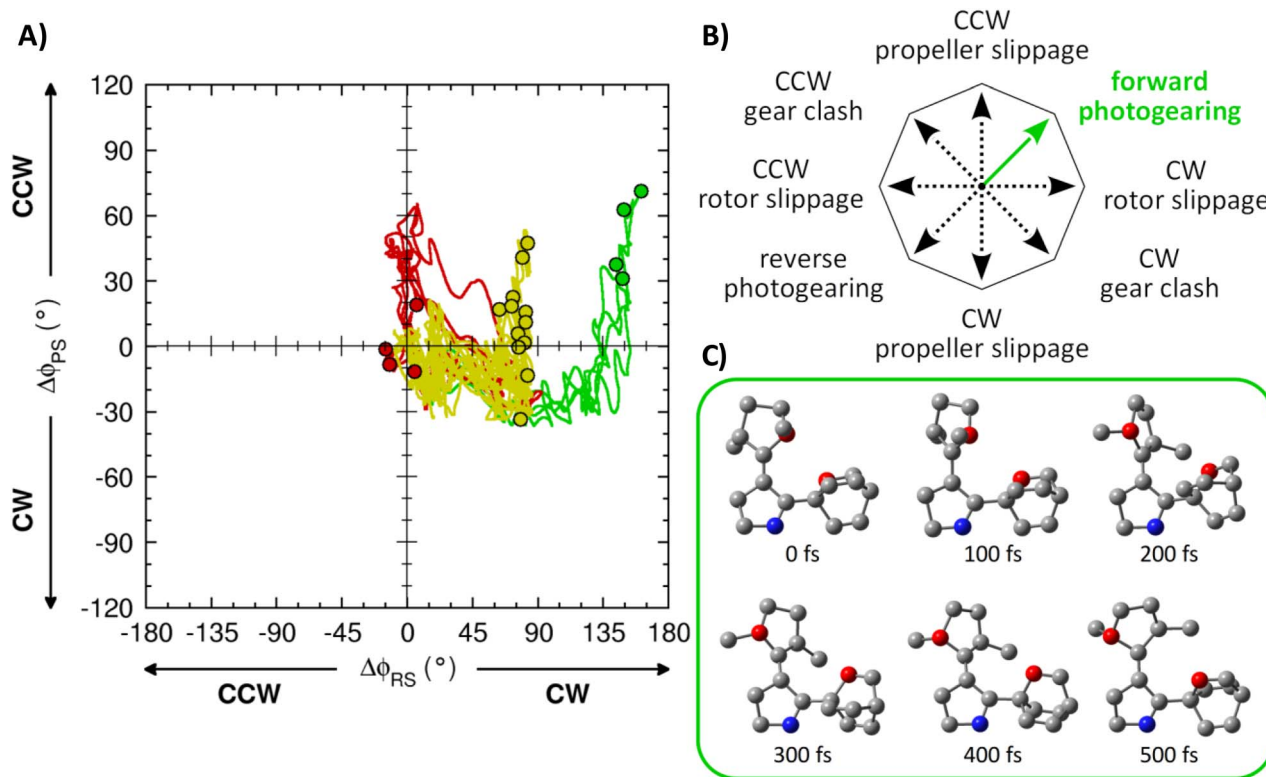 A)
120
90
60
30
0
-30
-60
-90
-120
CCW
ΔϕPS (°)
CW
-180 -135 -90 -45 0 45 90 135 180
ΔϕRS (°)
CCW
CW
B)
CCW
propeller slippage
forward
photogearing
CW
rotor slippage
CW
gear clash
CW
propeller slippage
reverse
photogearing
CCW
rotor slippage
CCW
gear clash
C)
0 fs
100 fs
200 fs
300 fs
400 fs
500 fs